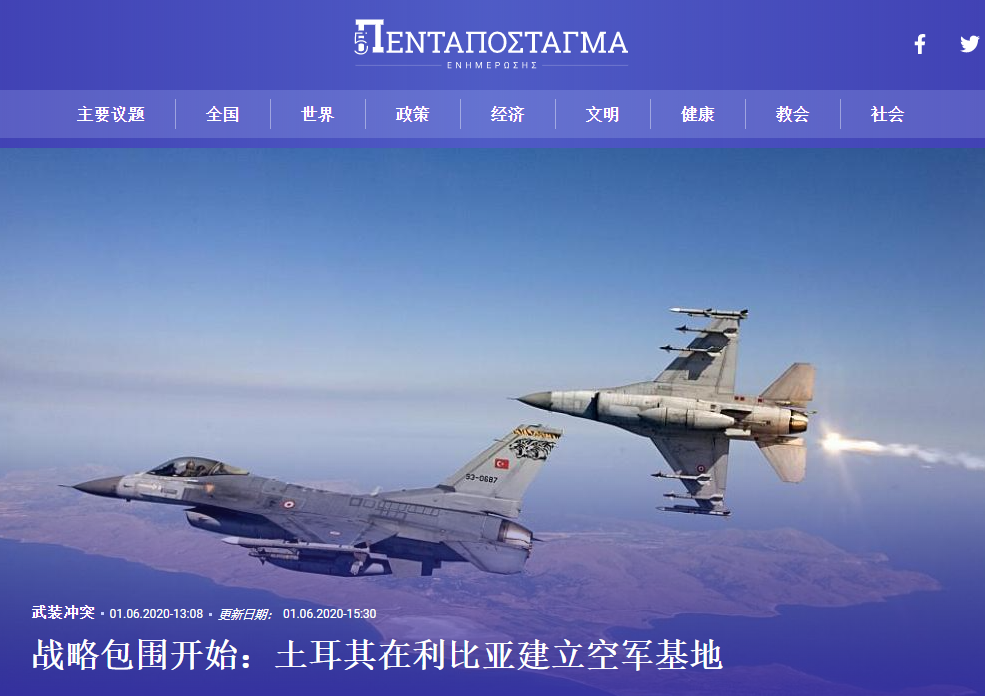 ΠΕΝΤΑΠΟΣΤΑΓΜΑ
ΕΝΗΜΕΡΩΣΗΣ
主要议题 全国 世界 政策 经济 文明 健康 教会 社会
93-0687
武装冲突 • 01.06.2020-13:08 • 更新日期: 01.06.2020-15:30
战略包围开始：土耳其在利比亚建立空军基地